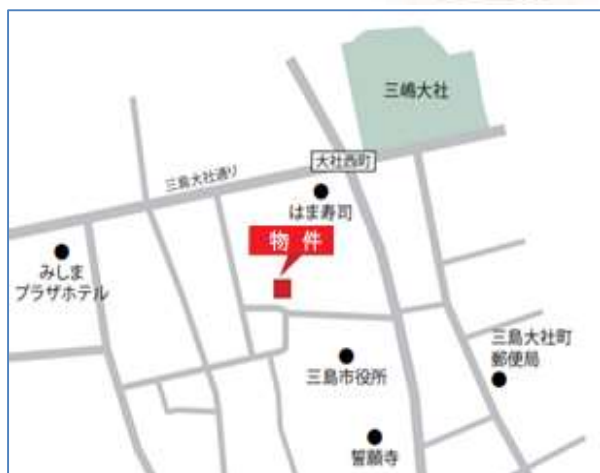 三嶋大社
大社西町
三島大社通り
はま寿司
物件
みしま
プラザホテル
三島大社町
郵便局
三島市役所
誓願寺